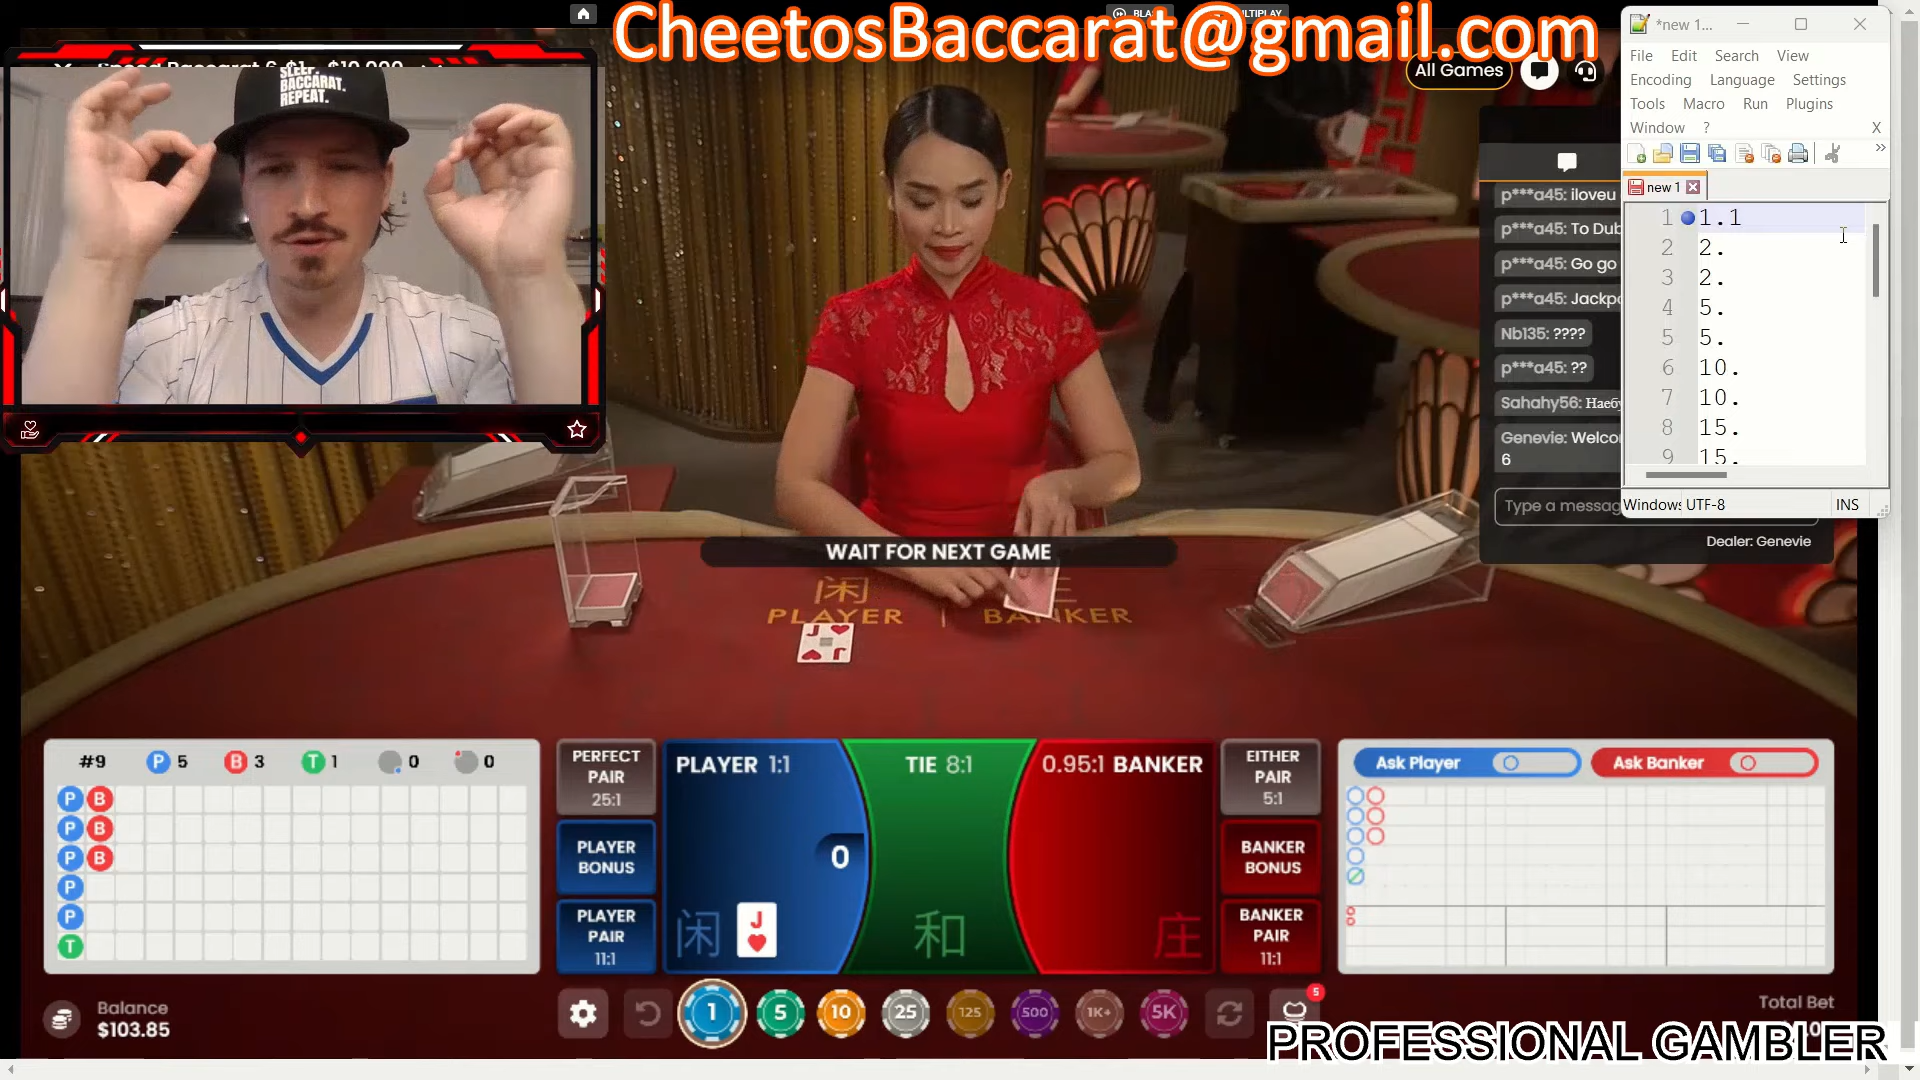 CheetosBaccarat@gmail.com
SLEEP.
BACCARAT.
REPEAT.
All Games
*new 1...
File Edit Search View
Encoding Language Settings
Tools Macro Run Plugins
Window ? X
new 1
1 1.1
2 2.
3 2.
4 5.
5 5.
6 10.
7 10.
8 15.
9 15.
Windows UTF-8 INS
p***a45: iloveu
p***a45: To Dub
p***a45: Go go
p***a45: Jackpo
Nb135: ????
p***a45: ??
Sahahy56: Наебу
Genevie: Welco
6
Type a messag
Dealer: Genevie
WAIT FOR NEXT GAME
闲
PLAYER | BANKER
J
J
#9 P 5 B 3 T 1 0 0
P B
P B
P B
P
P
T
PERFECT
PAIR
25:1
PLAYER
BONUS
PLAYER
PAIR
11:1
PLAYER 1:1
0
闲
J
TIE 8:1
和
0.95:1 BANKER
庄
EITHER
PAIR
5:1
BANKER
BONUS
BANKER
PAIR
11:1
Ask Player
Ask Banker
Balance
$103.85
1 5 10 25 125 500 1K+ 5K
5
Total Bet
PROFESSIONAL GAMBLER